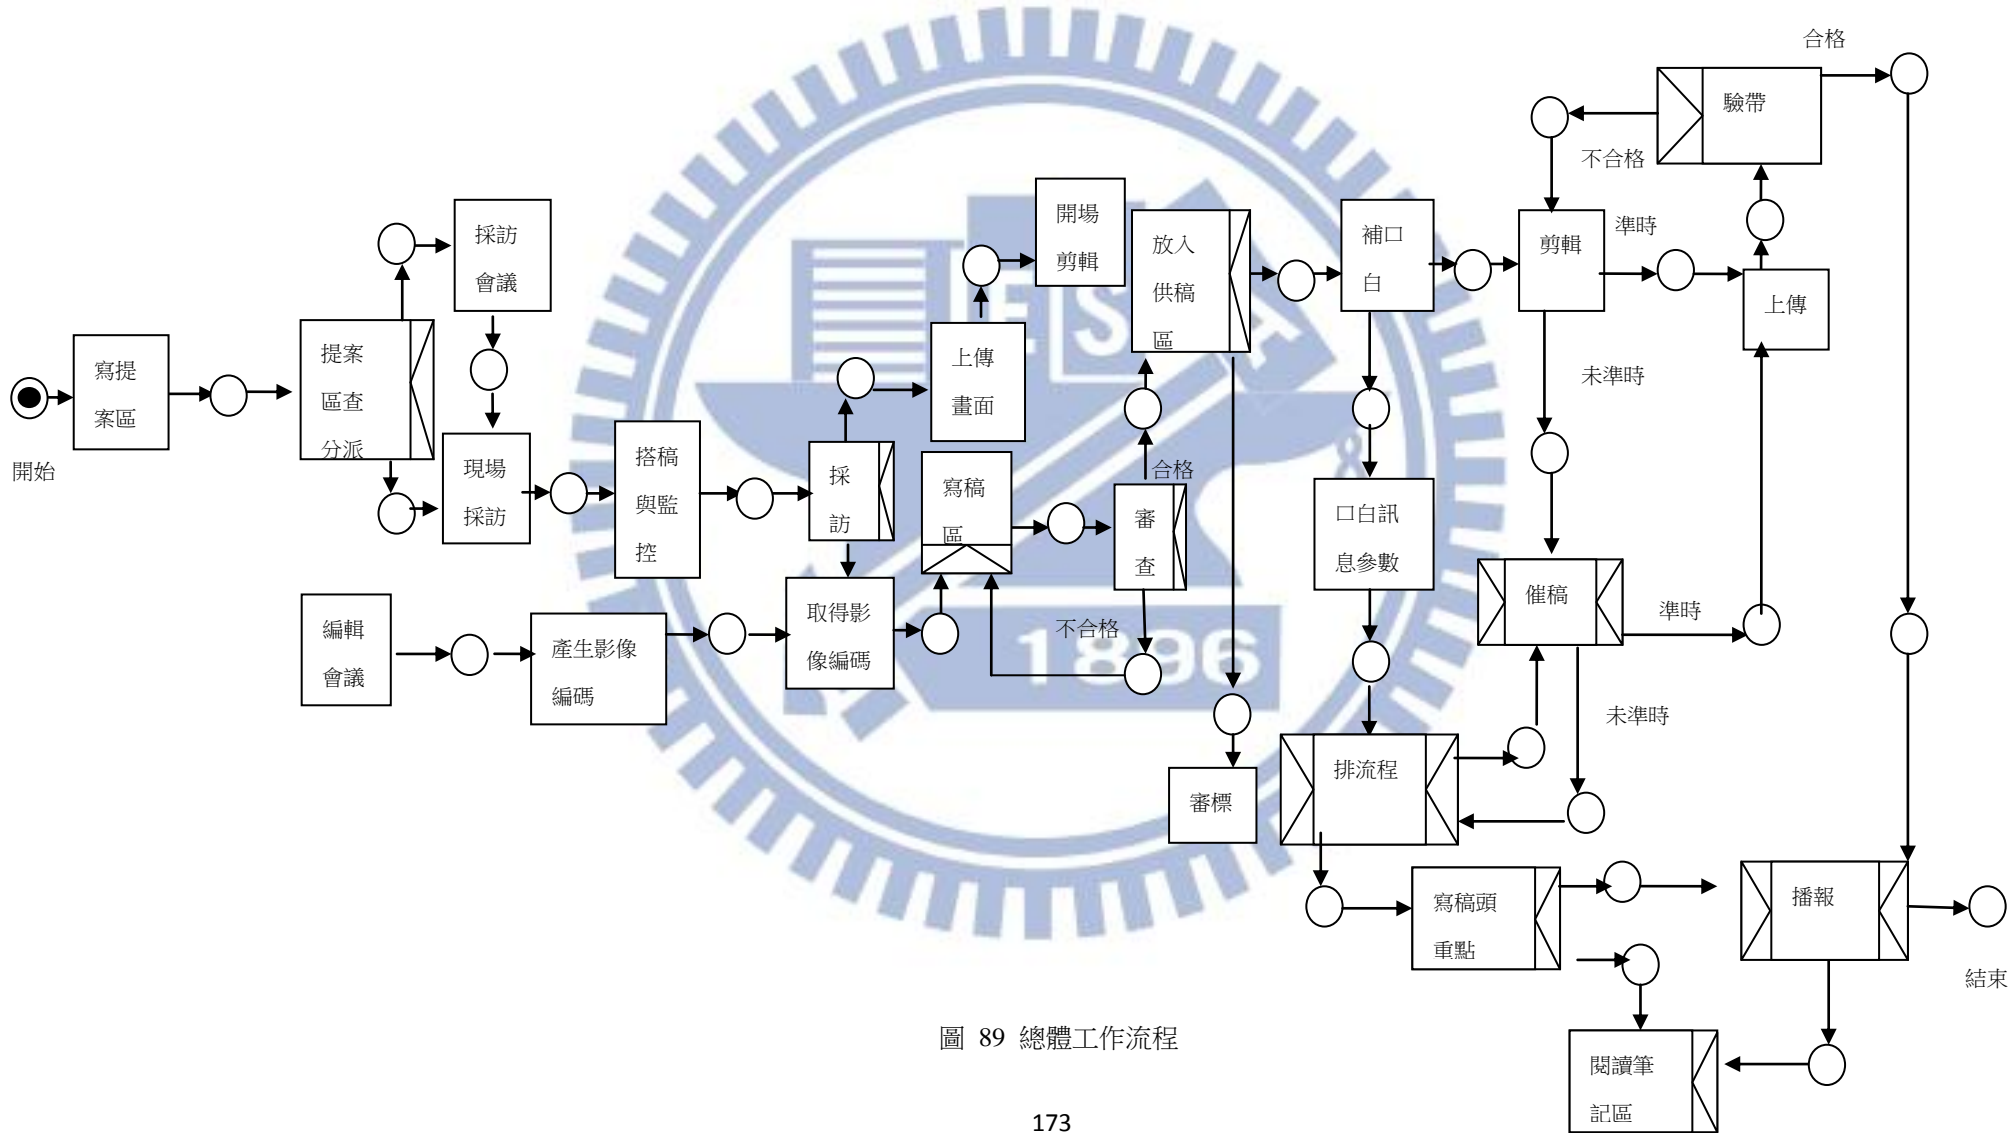 開始
寫提
案區
提案
區查
分派
採訪
會議
現場
採訪
搭稿
與監
控
採
訪
編輯
會議
產生影像
編碼
取得影
像編碼
上傳
畫面
開場
剪輯
寫稿
區
審
查
合格
不合格
放入
供稿
區
審標
補口
白
口白訊
息參數
排流程
剪輯
準時
未準時
上傳
驗帶
合格
不合格
催稿
準時
未準時
寫稿頭
重點
播報
結束
閱讀筆
記區
ES
A
&
1896
圖 89 總體工作流程
173